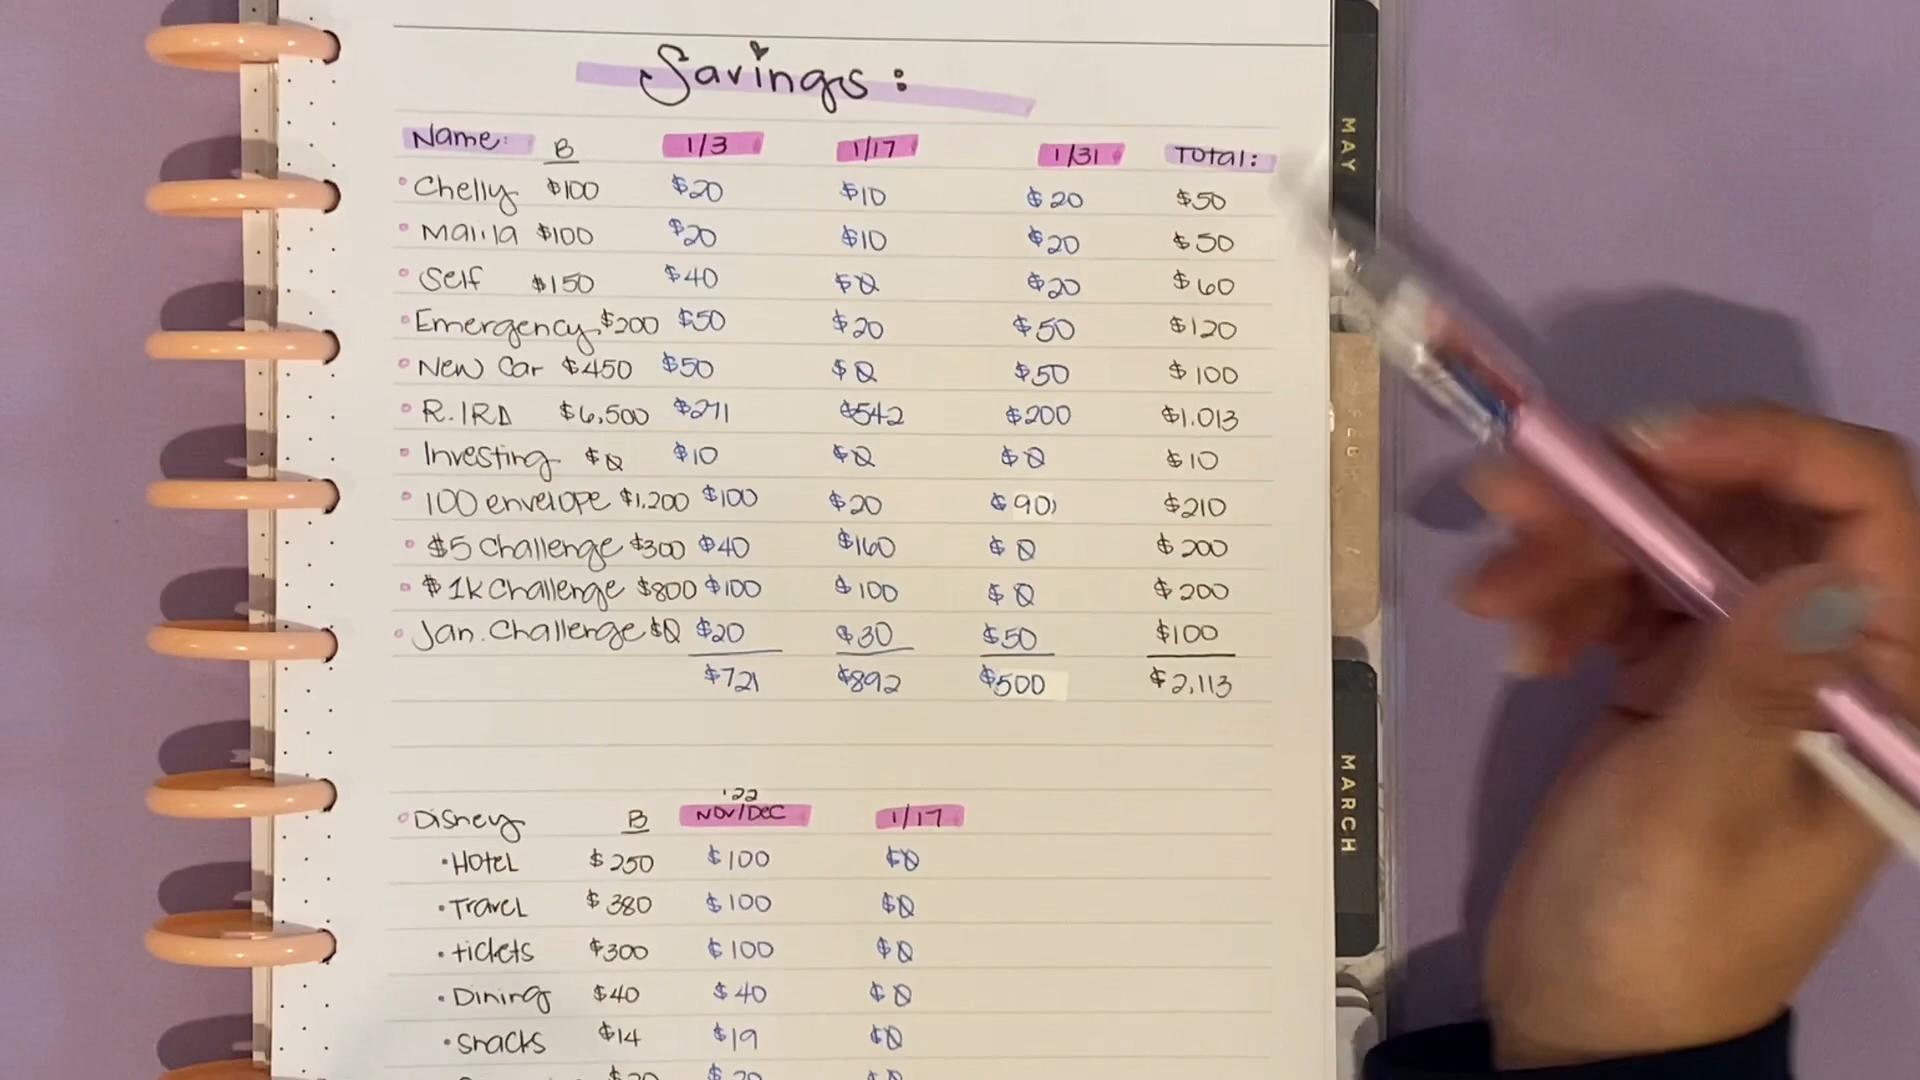 Savings:
Name: B 1/3 1/17 1/31 Total:
Chelly $100 $20 $10 $20 $50
Malila $100 $20 $10 $20 $50
Self $150 $40 $0 $20 $60
Emergency $200 $50 $20 $50 $120
New Car $450 $50 $0 $50 $100
R.IRA $6,500 $271 $542 $200 $1.013
Investing $0 $10 $0 $0 $10
100 envelope $1,200 $100 $20 $90 $210
$5 Challenge $300 $40 $160 $0 $200
$1k Challenge $800 $100 $100 $0 $200
Jan. Challenge $0 $20 $30 $50 $100
$721 $892 $500 $2,113
'22
Disney B Nov/Dec 1/17
Hotel $250 $100 $0
Travel $380 $100 $0
tickets $300 $100 $0
Dining $40 $40 $0
Snacks $14 $19 $0
MAY
FEB
MARCH